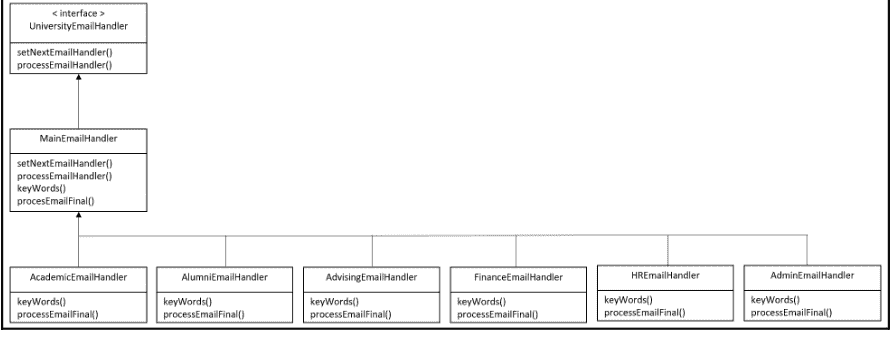 < interface >
UniversityEmailHandler
setNextEmailHandler()
processEmailHandler()
MainEmailHandler
setNextEmailHandler()
processEmailHandler()
keyWords()
procesEmailFinal()
AcademicEmailHandler
keyWords()
processEmailFinal()
AlumniEmailHandler
keyWords()
processEmailFinal()
AdvisingEmailHandler
keyWords()
processEmailFinal()
FinanceEmailHandler
keyWords()
processEmailFinal()
HREmailHandler
keyWords()
processEmailFinal()
AdminEmailHandler
keyWords()
processEmailFinal()